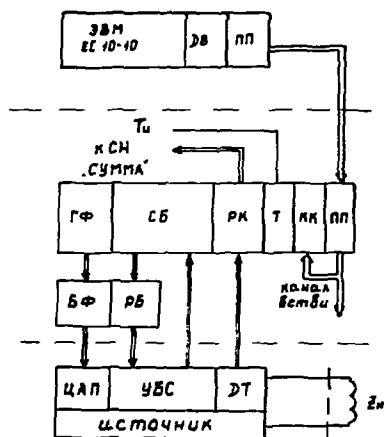 ЭВМ ДВ ПП
ЕС 10-10
Tи
к СН
„СУММА"
ГФ СБ РК Т КК ПП
канал
ветви
БФ РБ
ЦАП УБС ДТ
Zн
ИСТОЧНИК